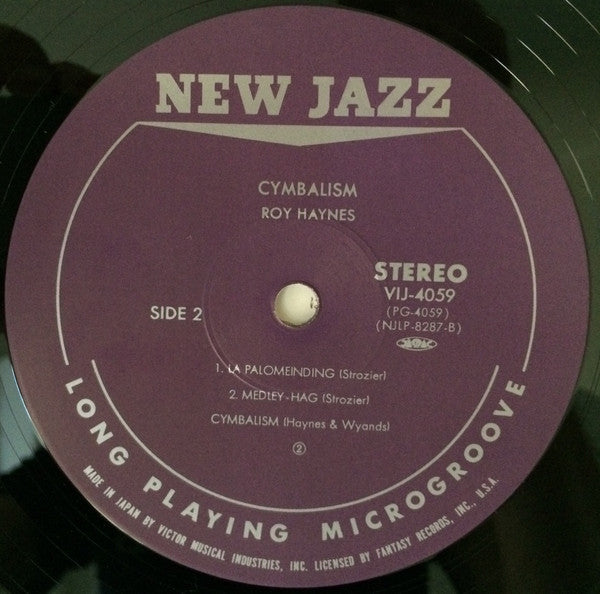 NEW JAZZ
CYMBALISM
ROY HAYNES
STEREO
VIJ-4059
(PG-4059)
(NJLP-8287-B)
SIDE 2
1. LA PALOMEINDING (Strozier)
2. MEDLEY-HAG (Strozier)
CYMBALISM (Haynes & Wyands)
②
LONG PLAYING MICROGROOVE
MADE IN JAPAN BY VICTOR MUSICAL INDUSTRIES, INC. LICENSED BY FANTASY RECORDS, INC., U.S.A.